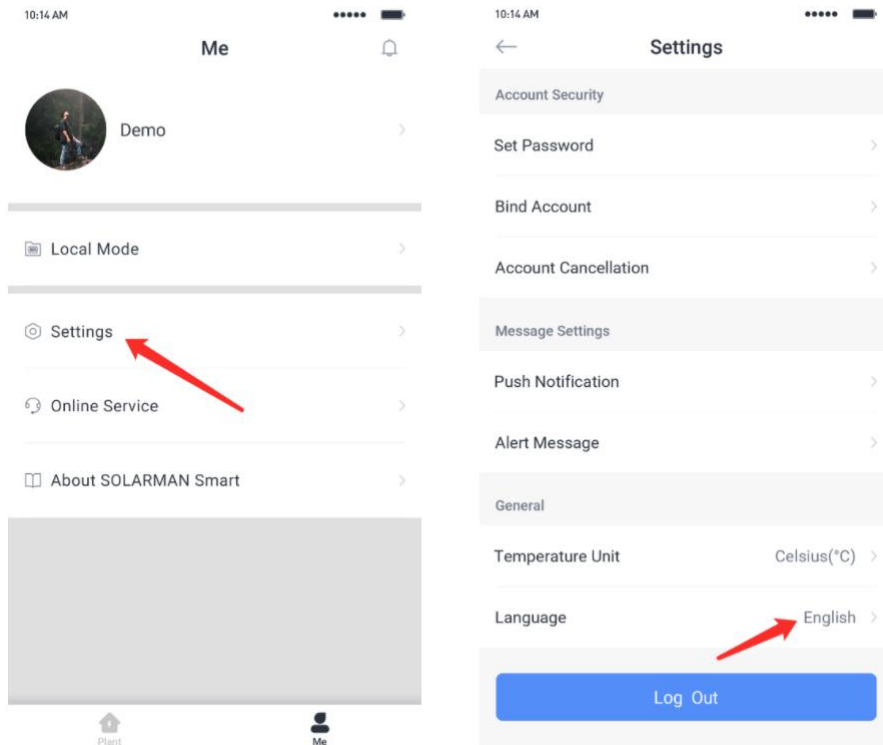 10:14 AM
Me
Demo
Local Mode
Settings
Online Service
About SOLARMAN Smart
Plant
Me
10:14 AM
Settings
Account Security
Set Password
Bind Account
Account Cancellation
Message Settings
Push Notification
Alert Message
General
Temperature Unit Celsius(°C)
Language English
Log Out